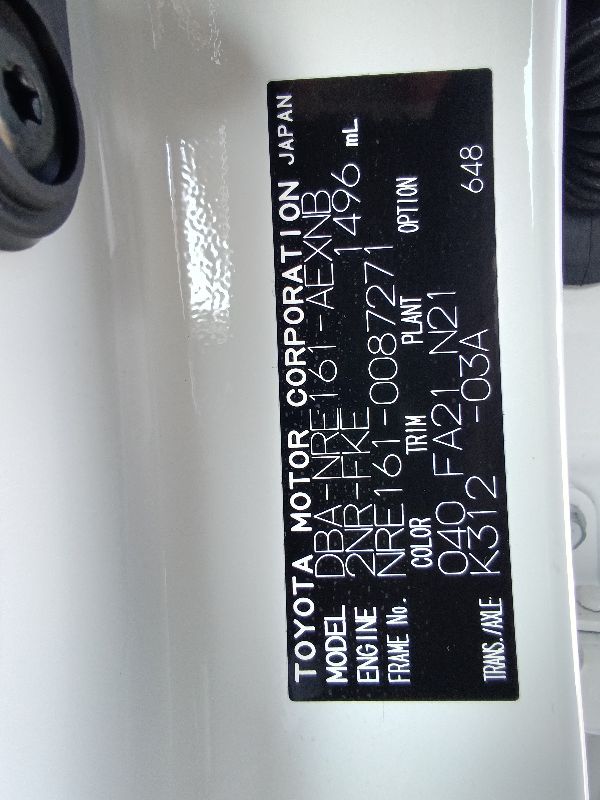 TOYOTA MOTOR CORPORATION JAPAN
MODEL DBA-NRE161-AEXNB
ENGINE 2NR-FKE 1496 mL
FRAME No. NRE161-0087271
COLOR TRIM PLANT OPTION
040 FA21 N21
TRANS./AXLE K312 -03A 648